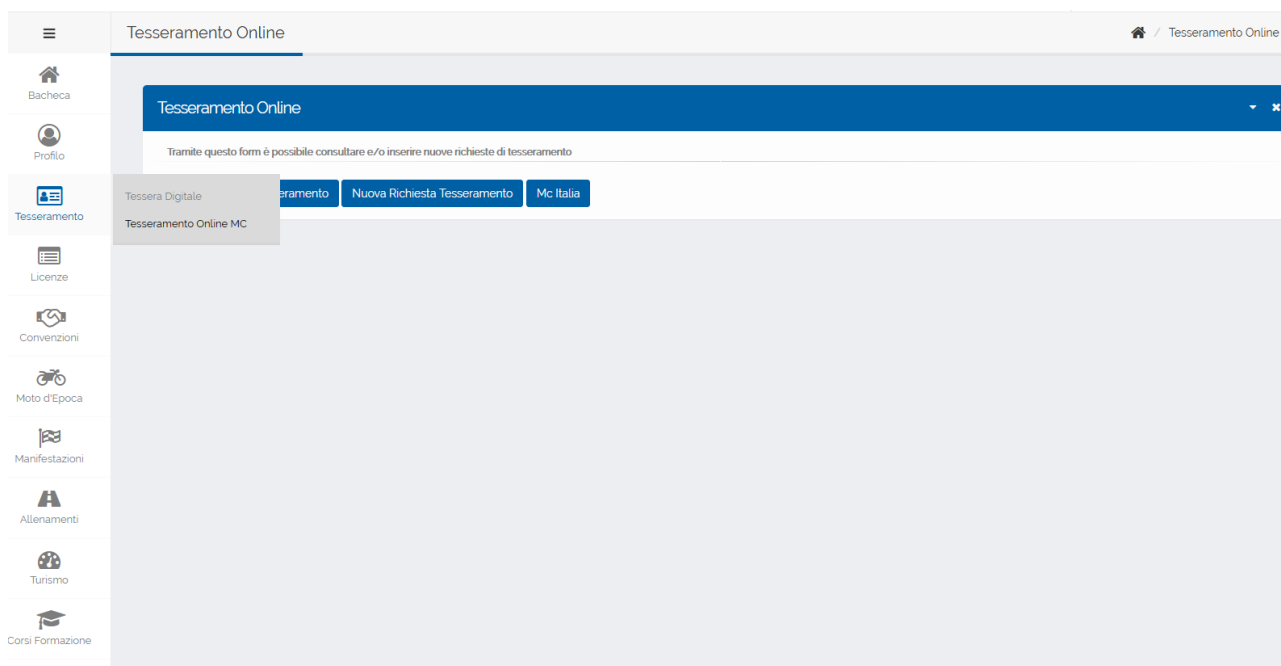 Tesseramento Online
/ Tesseramento Online
Bacheca
Profilo
Tesseramento
Licenze
Convenzioni
Moto d'Epoca
Manifestazioni
Allenamenti
Turismo
Corsi Formazione
Tessera Digitale
Tesseramento Online MC
Tesseramento Online
Tramite questo form è possibile consultare e/o inserire nuove richieste di tesseramento
Nuova Richiesta Tesseramento
Mc Italia